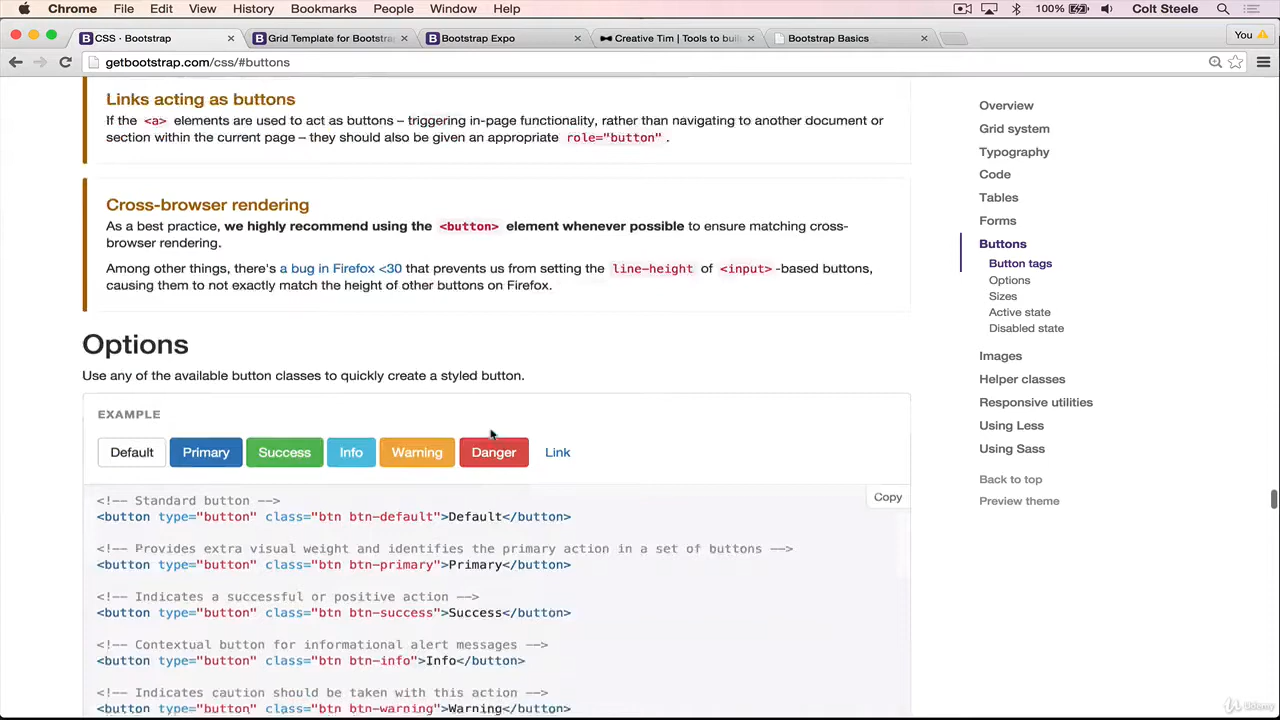 Chrome File Edit View History Bookmarks People Window Help 100% Colt Steele
CSS · Bootstrap
Grid Template for Bootstra
Bootstrap Expo
Creative Tim | Tools to buil
Bootstrap Basics
You
getbootstrap.com/css/#buttons
Links acting as buttons
If the <a> elements are used to act as buttons – triggering in-page functionality, rather than navigating to another document or
section within the current page – they should also be given an appropriate role="button".
Cross-browser rendering
As a best practice, we highly recommend using the <button> element whenever possible to ensure matching cross-
browser rendering.
Among other things, there's a bug in Firefox <30 that prevents us from setting the line-height of <input>-based buttons,
causing them to not exactly match the height of other buttons on Firefox.
Options
Use any of the available button classes to quickly create a styled button.
EXAMPLE
Default Primary Success Info Warning Danger Link
Copy
<!-- Standard button -->
<button type="button" class="btn btn-default">Default</button>
<!-- Provides extra visual weight and identifies the primary action in a set of buttons -->
<button type="button" class="btn btn-primary">Primary</button>
<!-- Indicates a successful or positive action -->
<button type="button" class="btn btn-success">Success</button>
<!-- Contextual button for informational alert messages -->
<button type="button" class="btn btn-info">Info</button>
<!-- Indicates caution should be taken with this action -->
<button type="button" class="btn btn-warning">Warning</button>
Overview
Grid system
Typography
Code
Tables
Forms
Buttons
Button tags
Options
Sizes
Active state
Disabled state
Images
Helper classes
Responsive utilities
Using Less
Using Sass
Back to top
Preview theme
Udemy